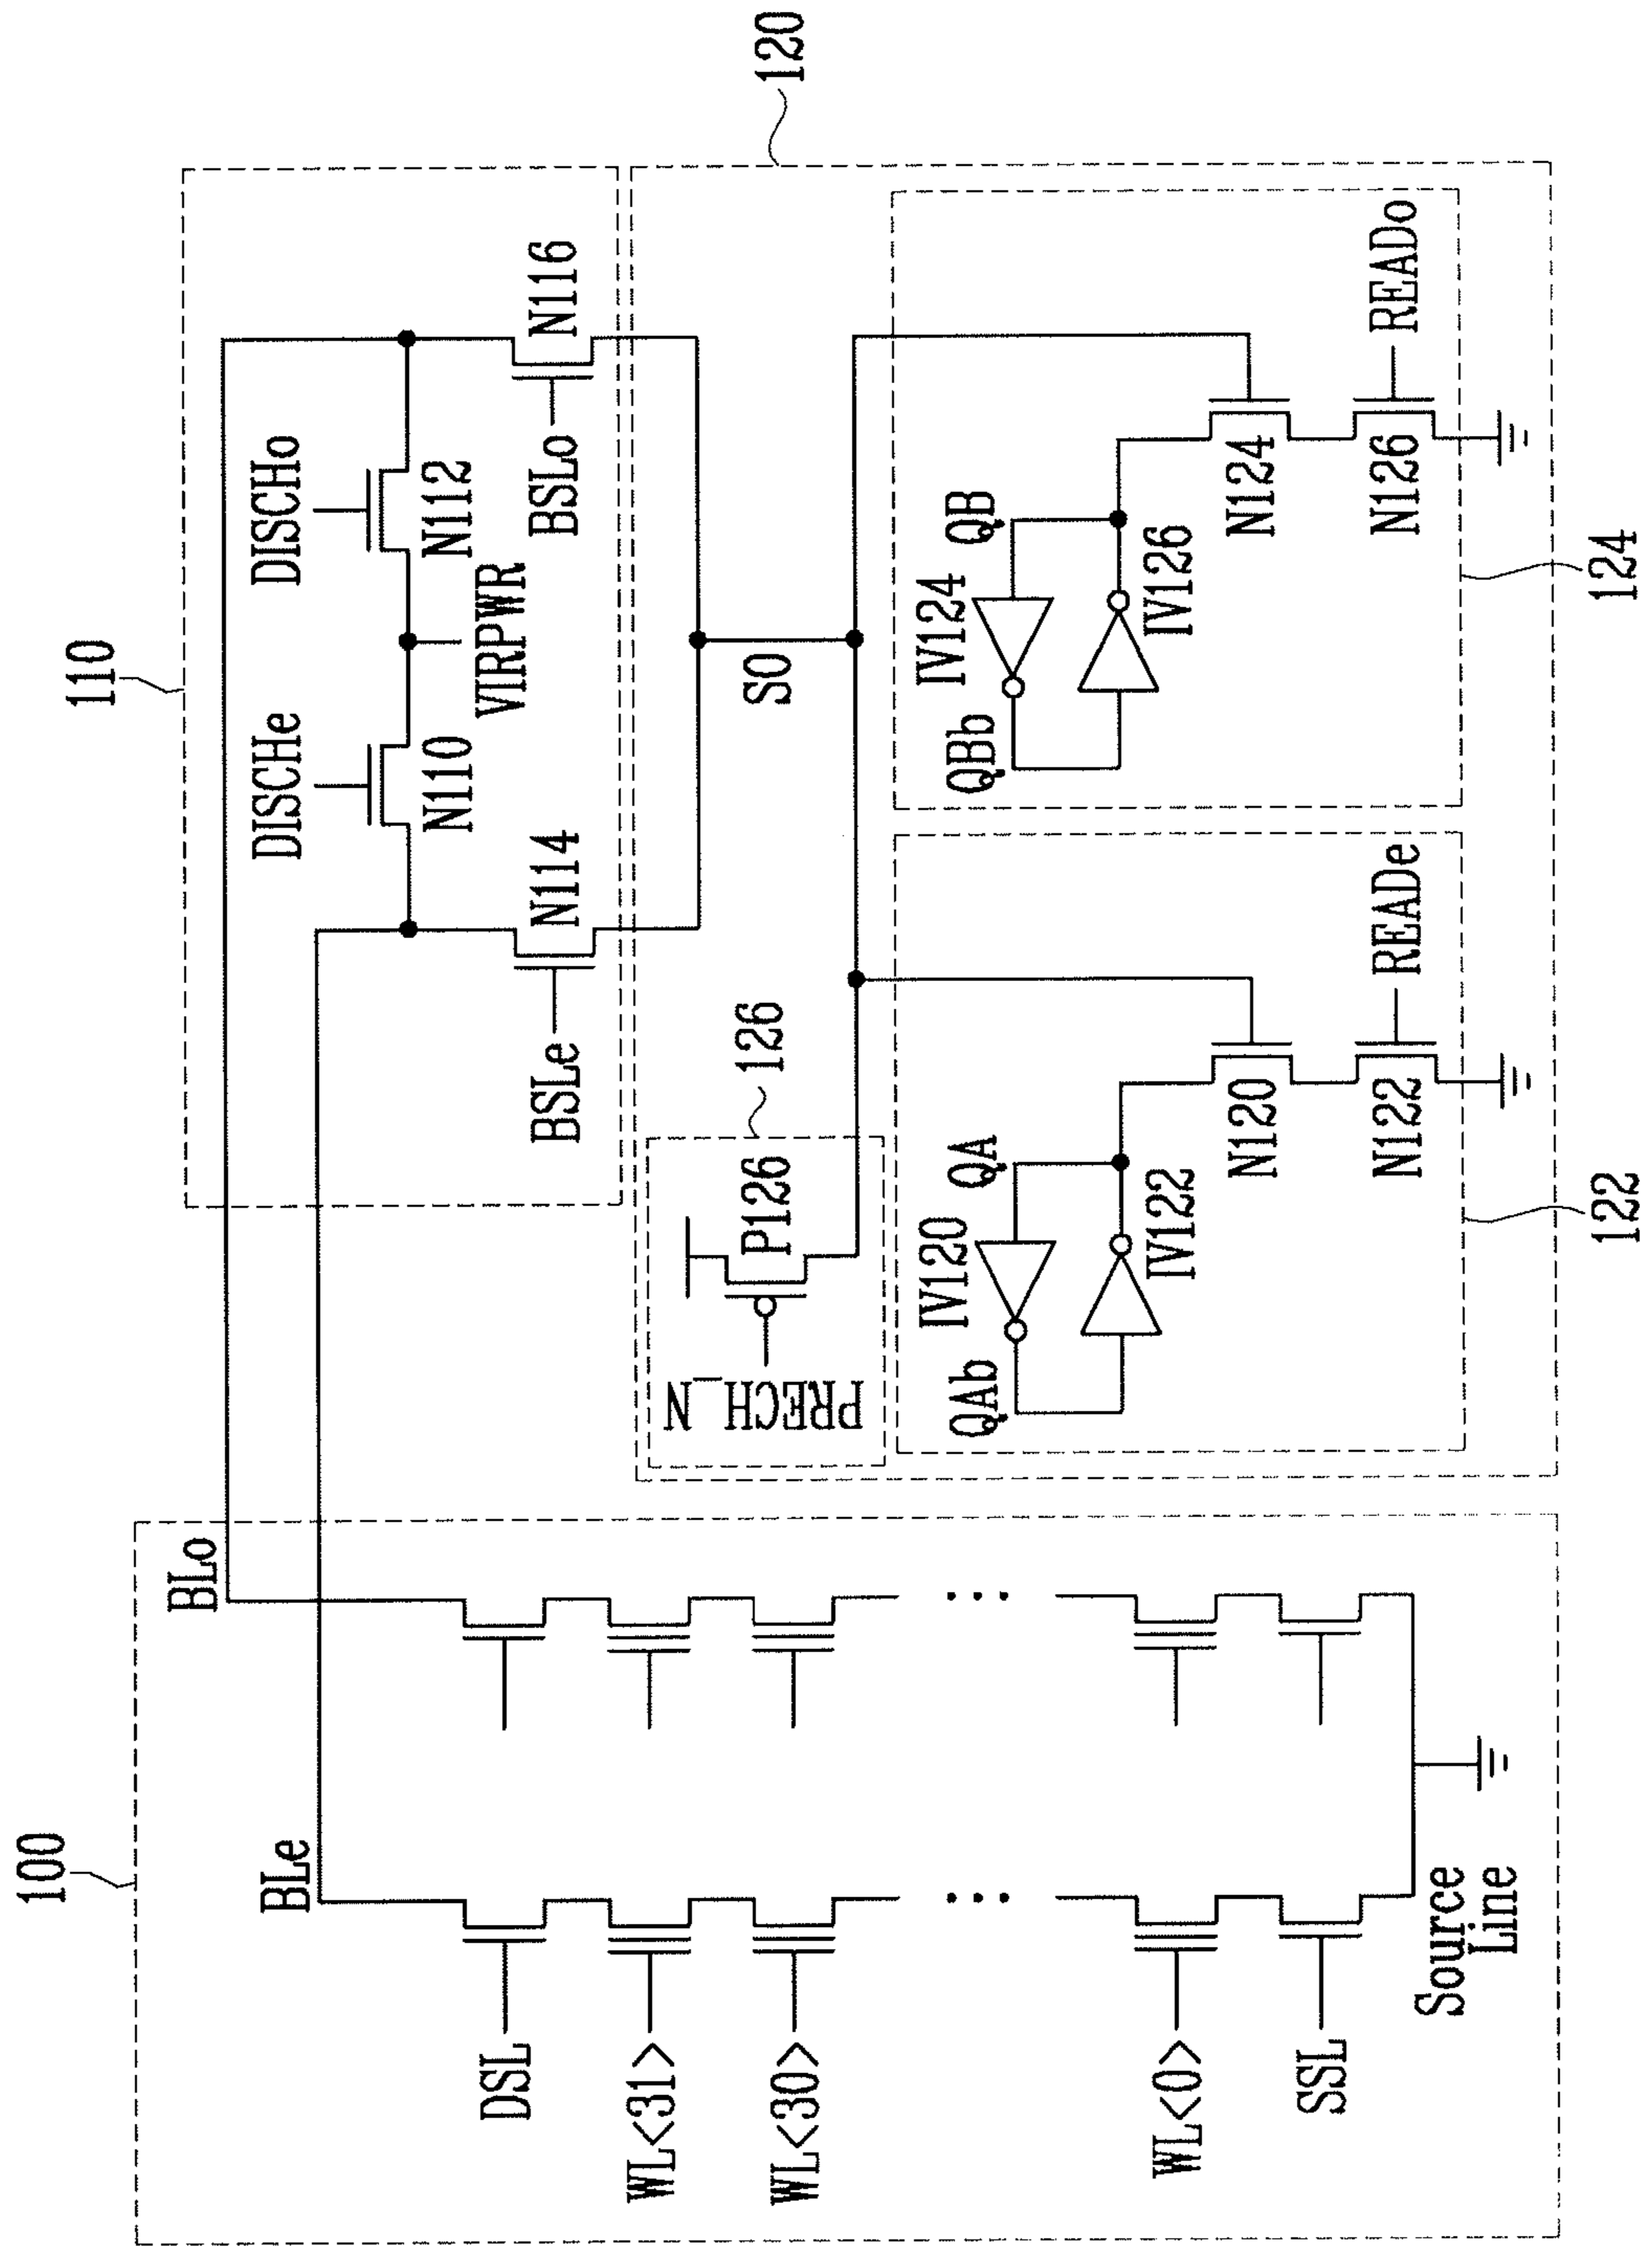 100
110
120
BLo
BLe
DSL
WL<31>
WL<30>
WL<0>
SSL
Source
Line
DISCHe
DISCHo
N110
N112
VIRPWR
BSLe
N114
BSLo
N116
SO
126
P126
PRECH_N
QAb
QA
IV120
IV122
N120
N122
READe
122
QBb
QB
IV124
IV126
N124
N126
READo
124